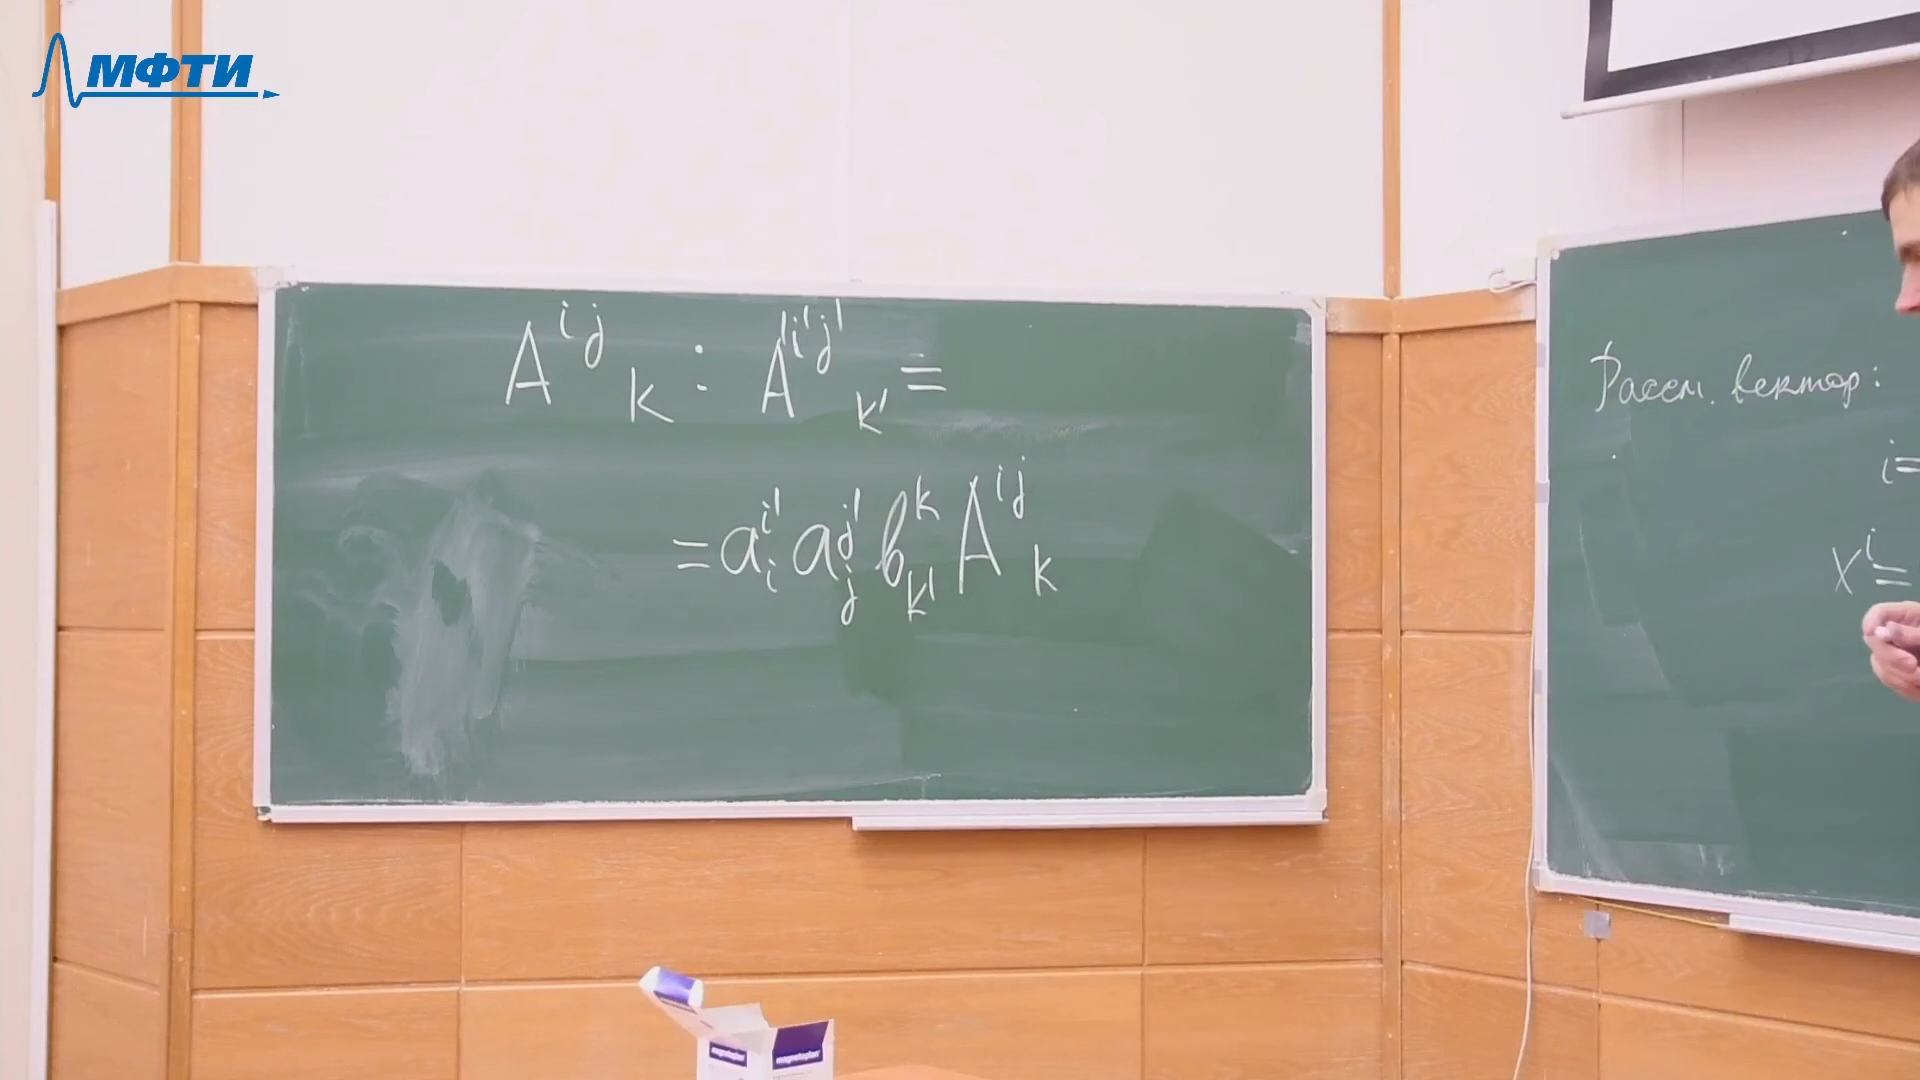 МФТИ
A^{ij}_k : A'^{i'j'}_{k'} =
= a^{i'}_i a^{j'}_j b^k_{k'} A^{ij}_k
Рассм. вектор:
i=
x^i =